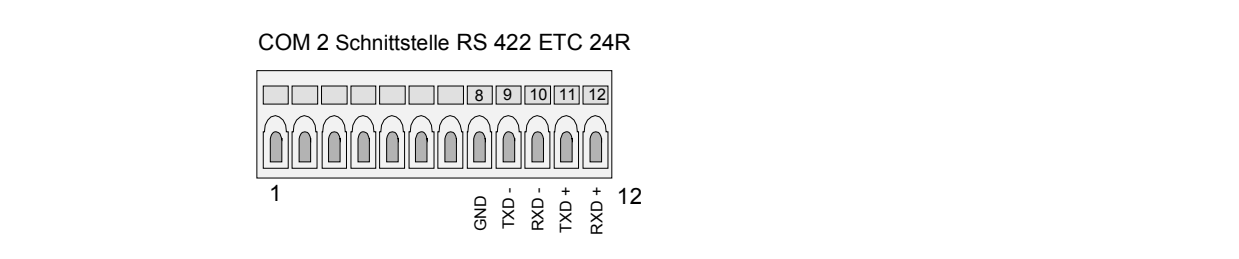 COM 2 Schnittstelle RS 422 ETC 24R
8 9 10 11 12
1 12
GND
TXD -
RXD -
TXD +
RXD +